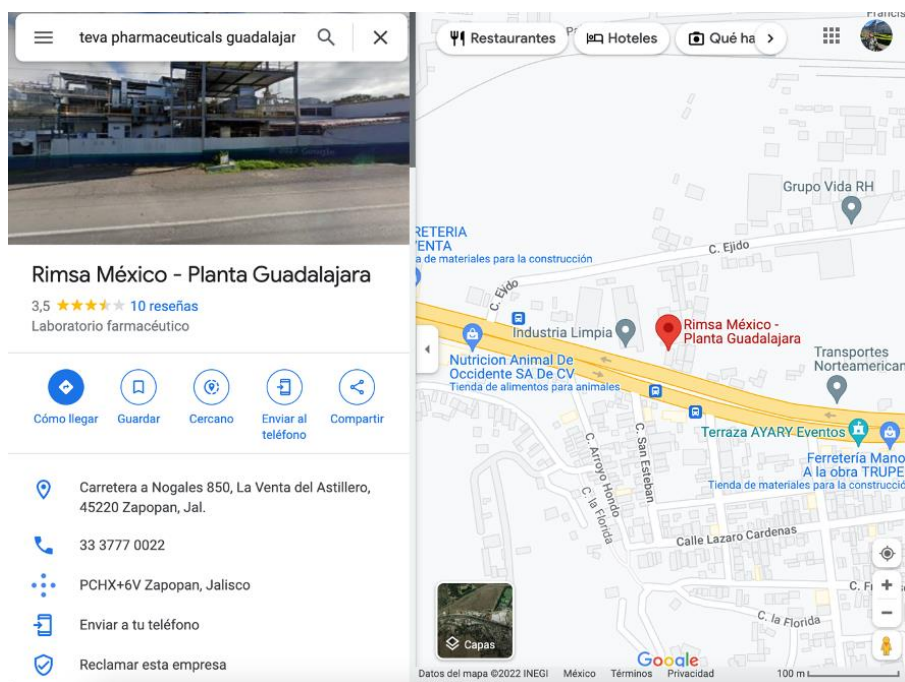 teva pharmaceuticals guadalajar
Restaurantes
Hoteles
Qué ha
Rimsa México - Planta Guadalajara
3,5
10 reseñas
Laboratorio farmacéutico
Cómo llegar
Guardar
Cercano
Enviar al
teléfono
Compartir
Carretera a Nogales 850, La Venta del Astillero,
45220 Zapopan, Jal.
33 3777 0022
PCHX+6V Zapopan, Jalisco
Enviar a tu teléfono
Reclamar esta empresa
Francis
Grupo Vida RH
RETERIA
VENTA
a de materiales para la construcción
C. Ejido
C. Ejido
Industria Limpia
Rimsa México -
Planta Guadalajara
Nutricion Animal De
Occidente SA De CV
Tienda de alimentos para animales
Transportes
Norteamerican
Terraza AYARY Eventos
Ferretería Mano
A la obra TRUPE
Tienda de materiales para la construcció
C. Arroyo Hondo
C. San Esteban
C. la Florida
Calle Lazaro Cardenas
C. la Florida
Capas
Google
Datos del mapa ©2022 INEGI
México
Términos
Privacidad
100 m